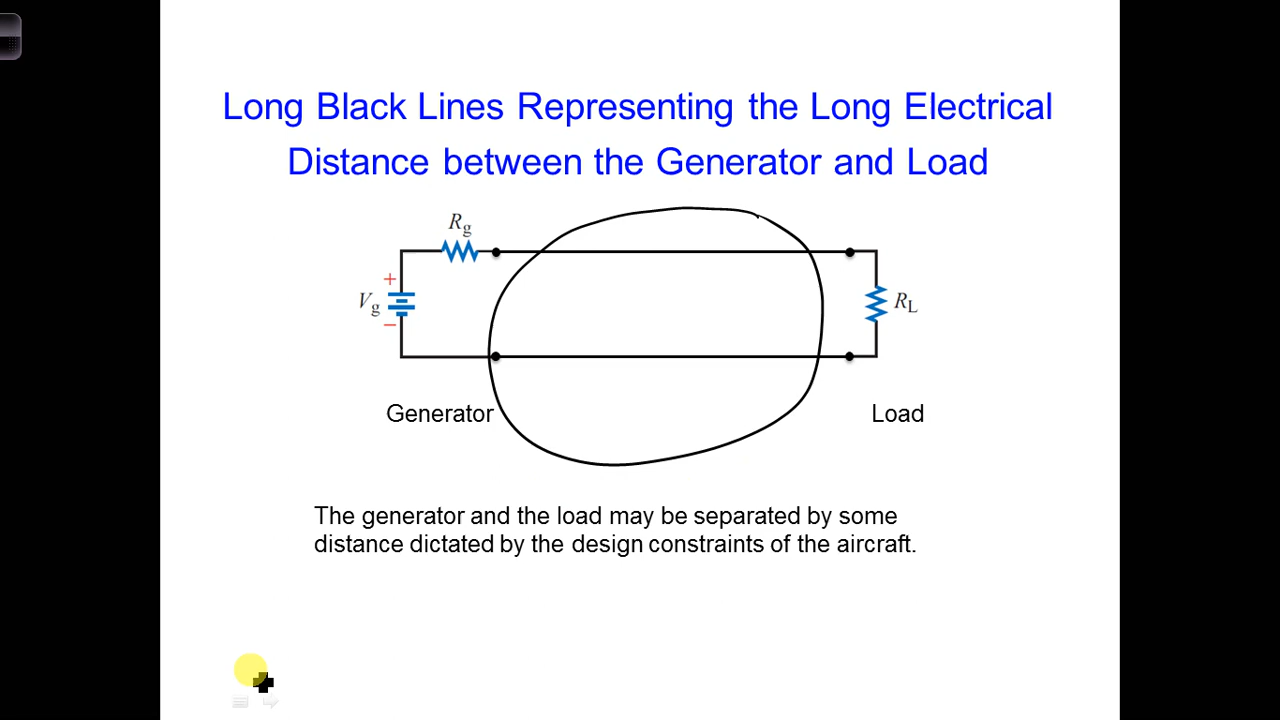 Long Black Lines Representing the Long Electrical
Distance between the Generator and Load
Rg
+
Vg
−
RL
Generator
Load
The generator and the load may be separated by some
distance dictated by the design constraints of the aircraft.